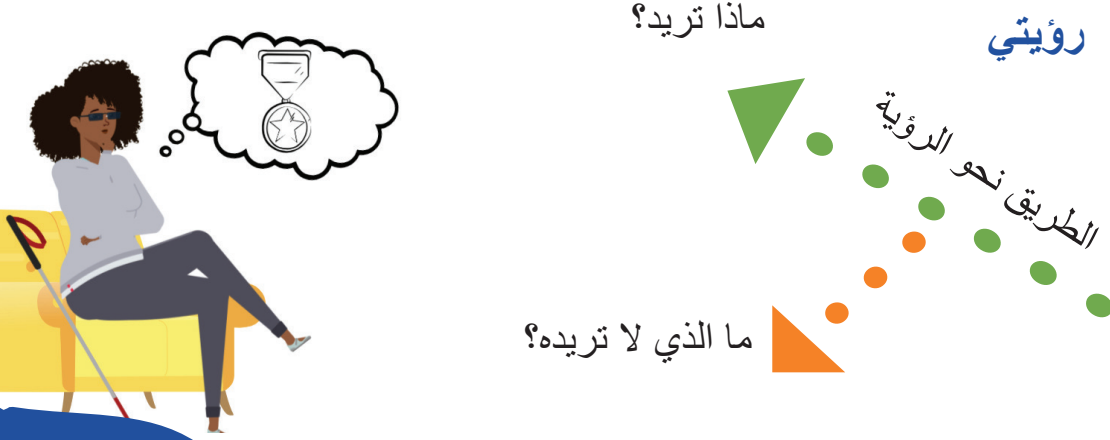 رؤيتي
ماذا تريد؟
الطريق نحو الرؤية
ما الذي لا تريده؟